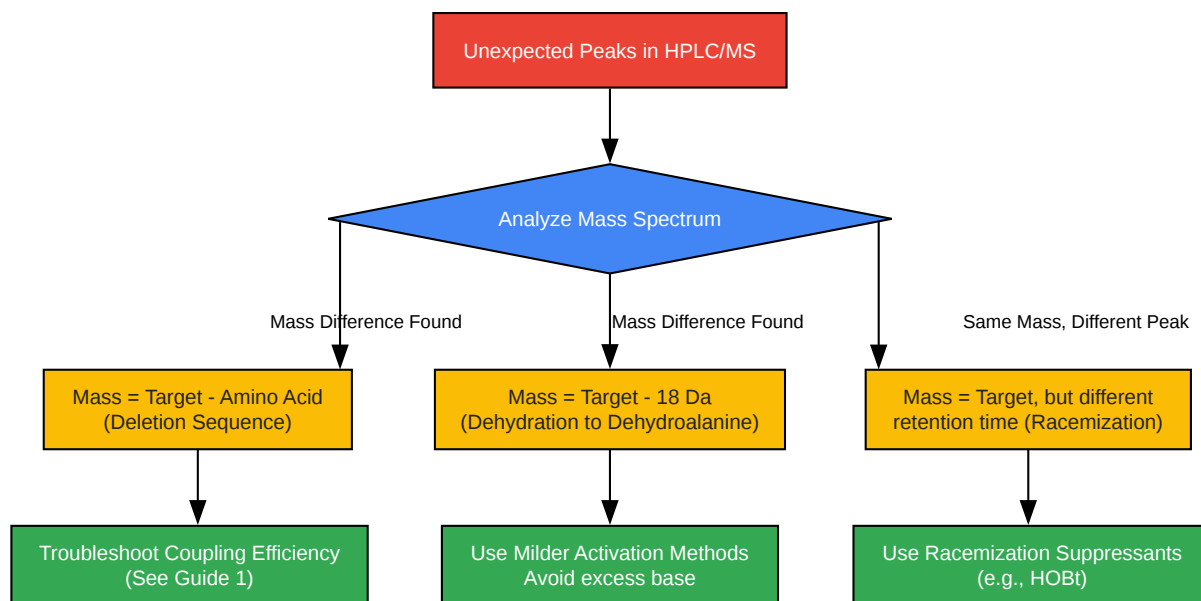 Unexpected Peaks in HPLC/MS
Analyze Mass Spectrum
Mass Difference Found
Mass Difference Found
Same Mass, Different Peak
Mass = Target - Amino Acid
(Deletion Sequence)
Mass = Target - 18 Da
(Dehydration to Dehydroalanine)
Mass = Target, but different
retention time (Racemization)
Troubleshoot Coupling Efficiency
(See Guide 1)
Use Milder Activation Methods
Avoid excess base
Use Racemization Suppressants
(e.g., HOBt)